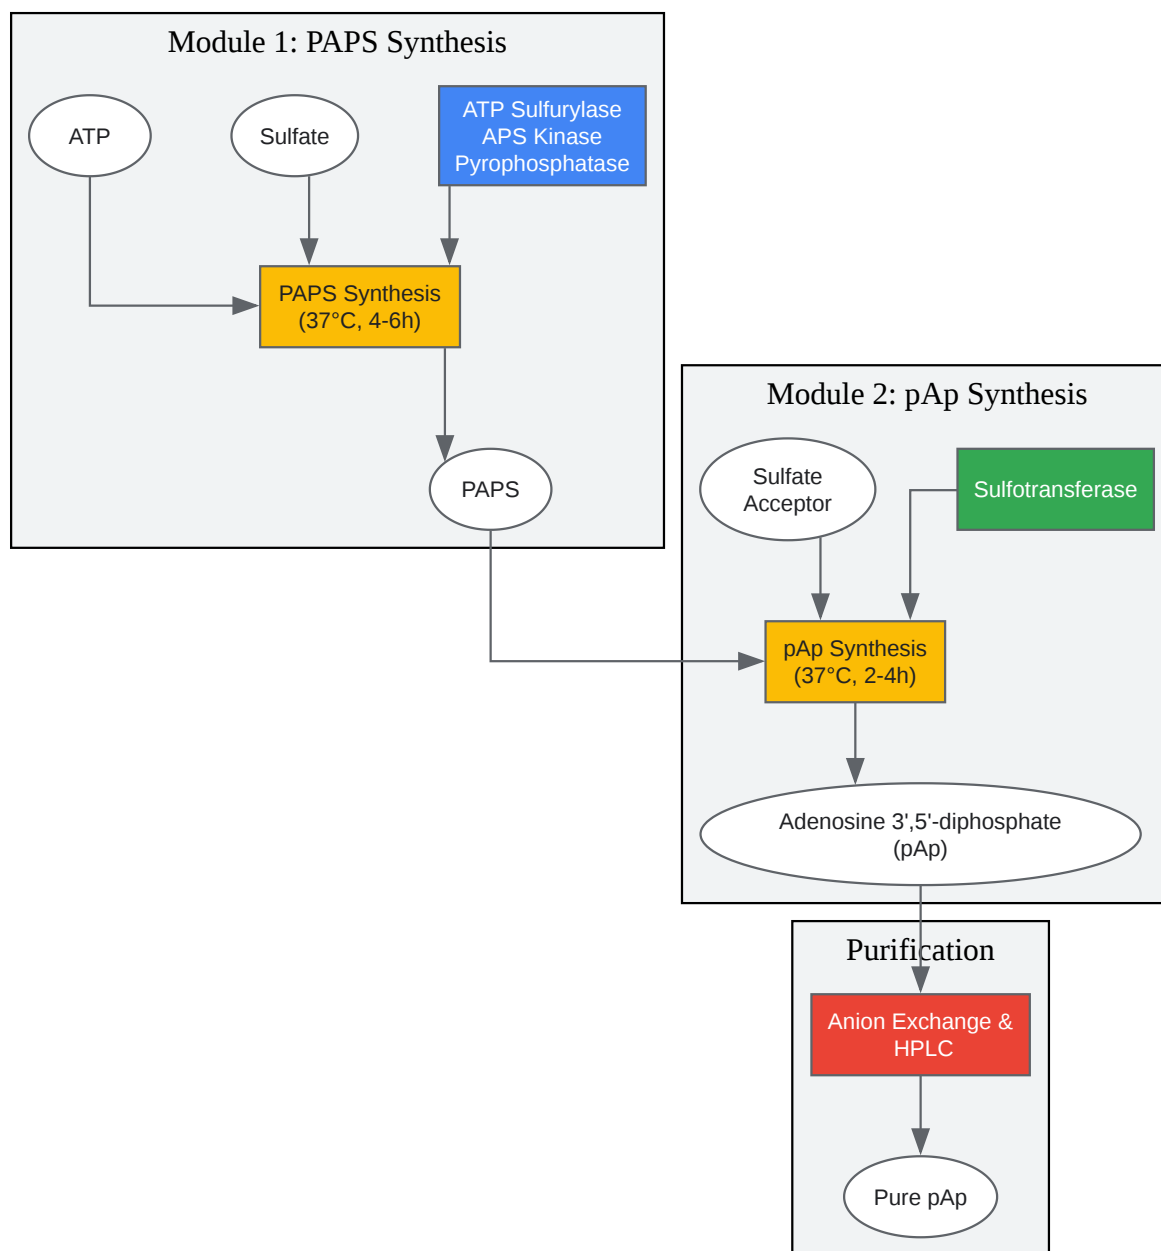 Module 1: PAPS Synthesis
ATP
Sulfate
ATP Sulfurylase
APS Kinase
Pyrophosphatase
PAPS Synthesis
(37°C, 4-6h)
PAPS
Module 2: pAp Synthesis
Sulfate
Acceptor
Sulfotransferase
pAp Synthesis
(37°C, 2-4h)
Adenosine 3',5'-diphosphate
(pAp)
Purification
Anion Exchange &
HPLC
Pure pAp